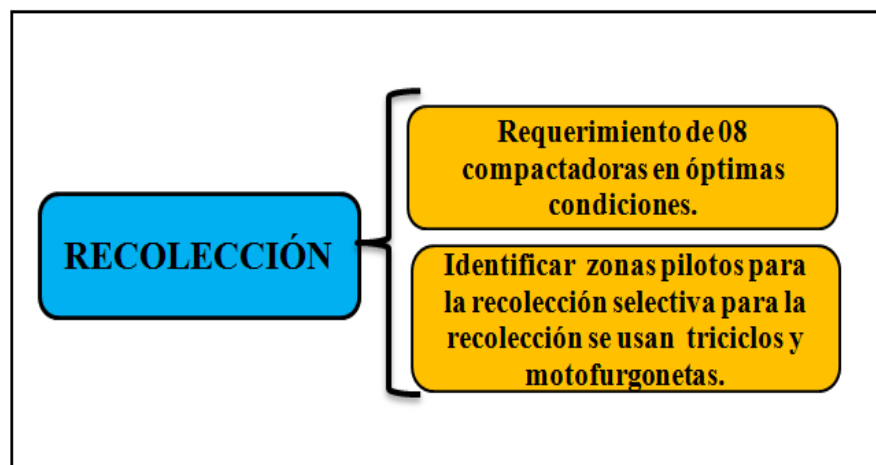 RECOLECCIÓN
Requerimiento de 08
compactadoras en óptimas
condiciones.
Identificar zonas pilotos para
la recolección selectiva para la
recolección se usan triciclos y
motofurgonetas.